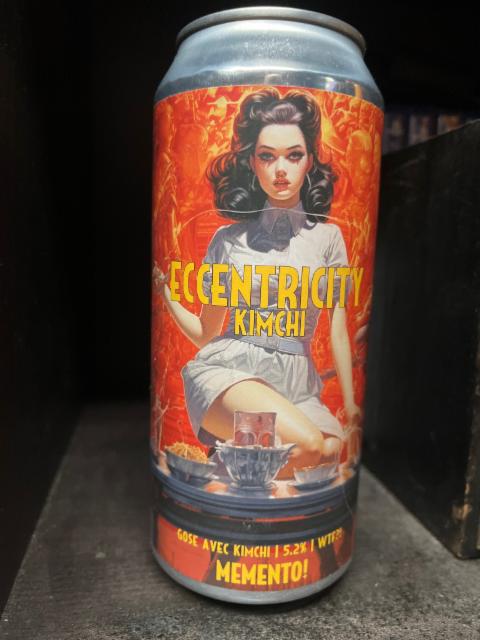 ECCENTRICITY
KIMCHI
GOSE AVEC KIMCHI | 5.2% | WTF?!
MEMENTO!